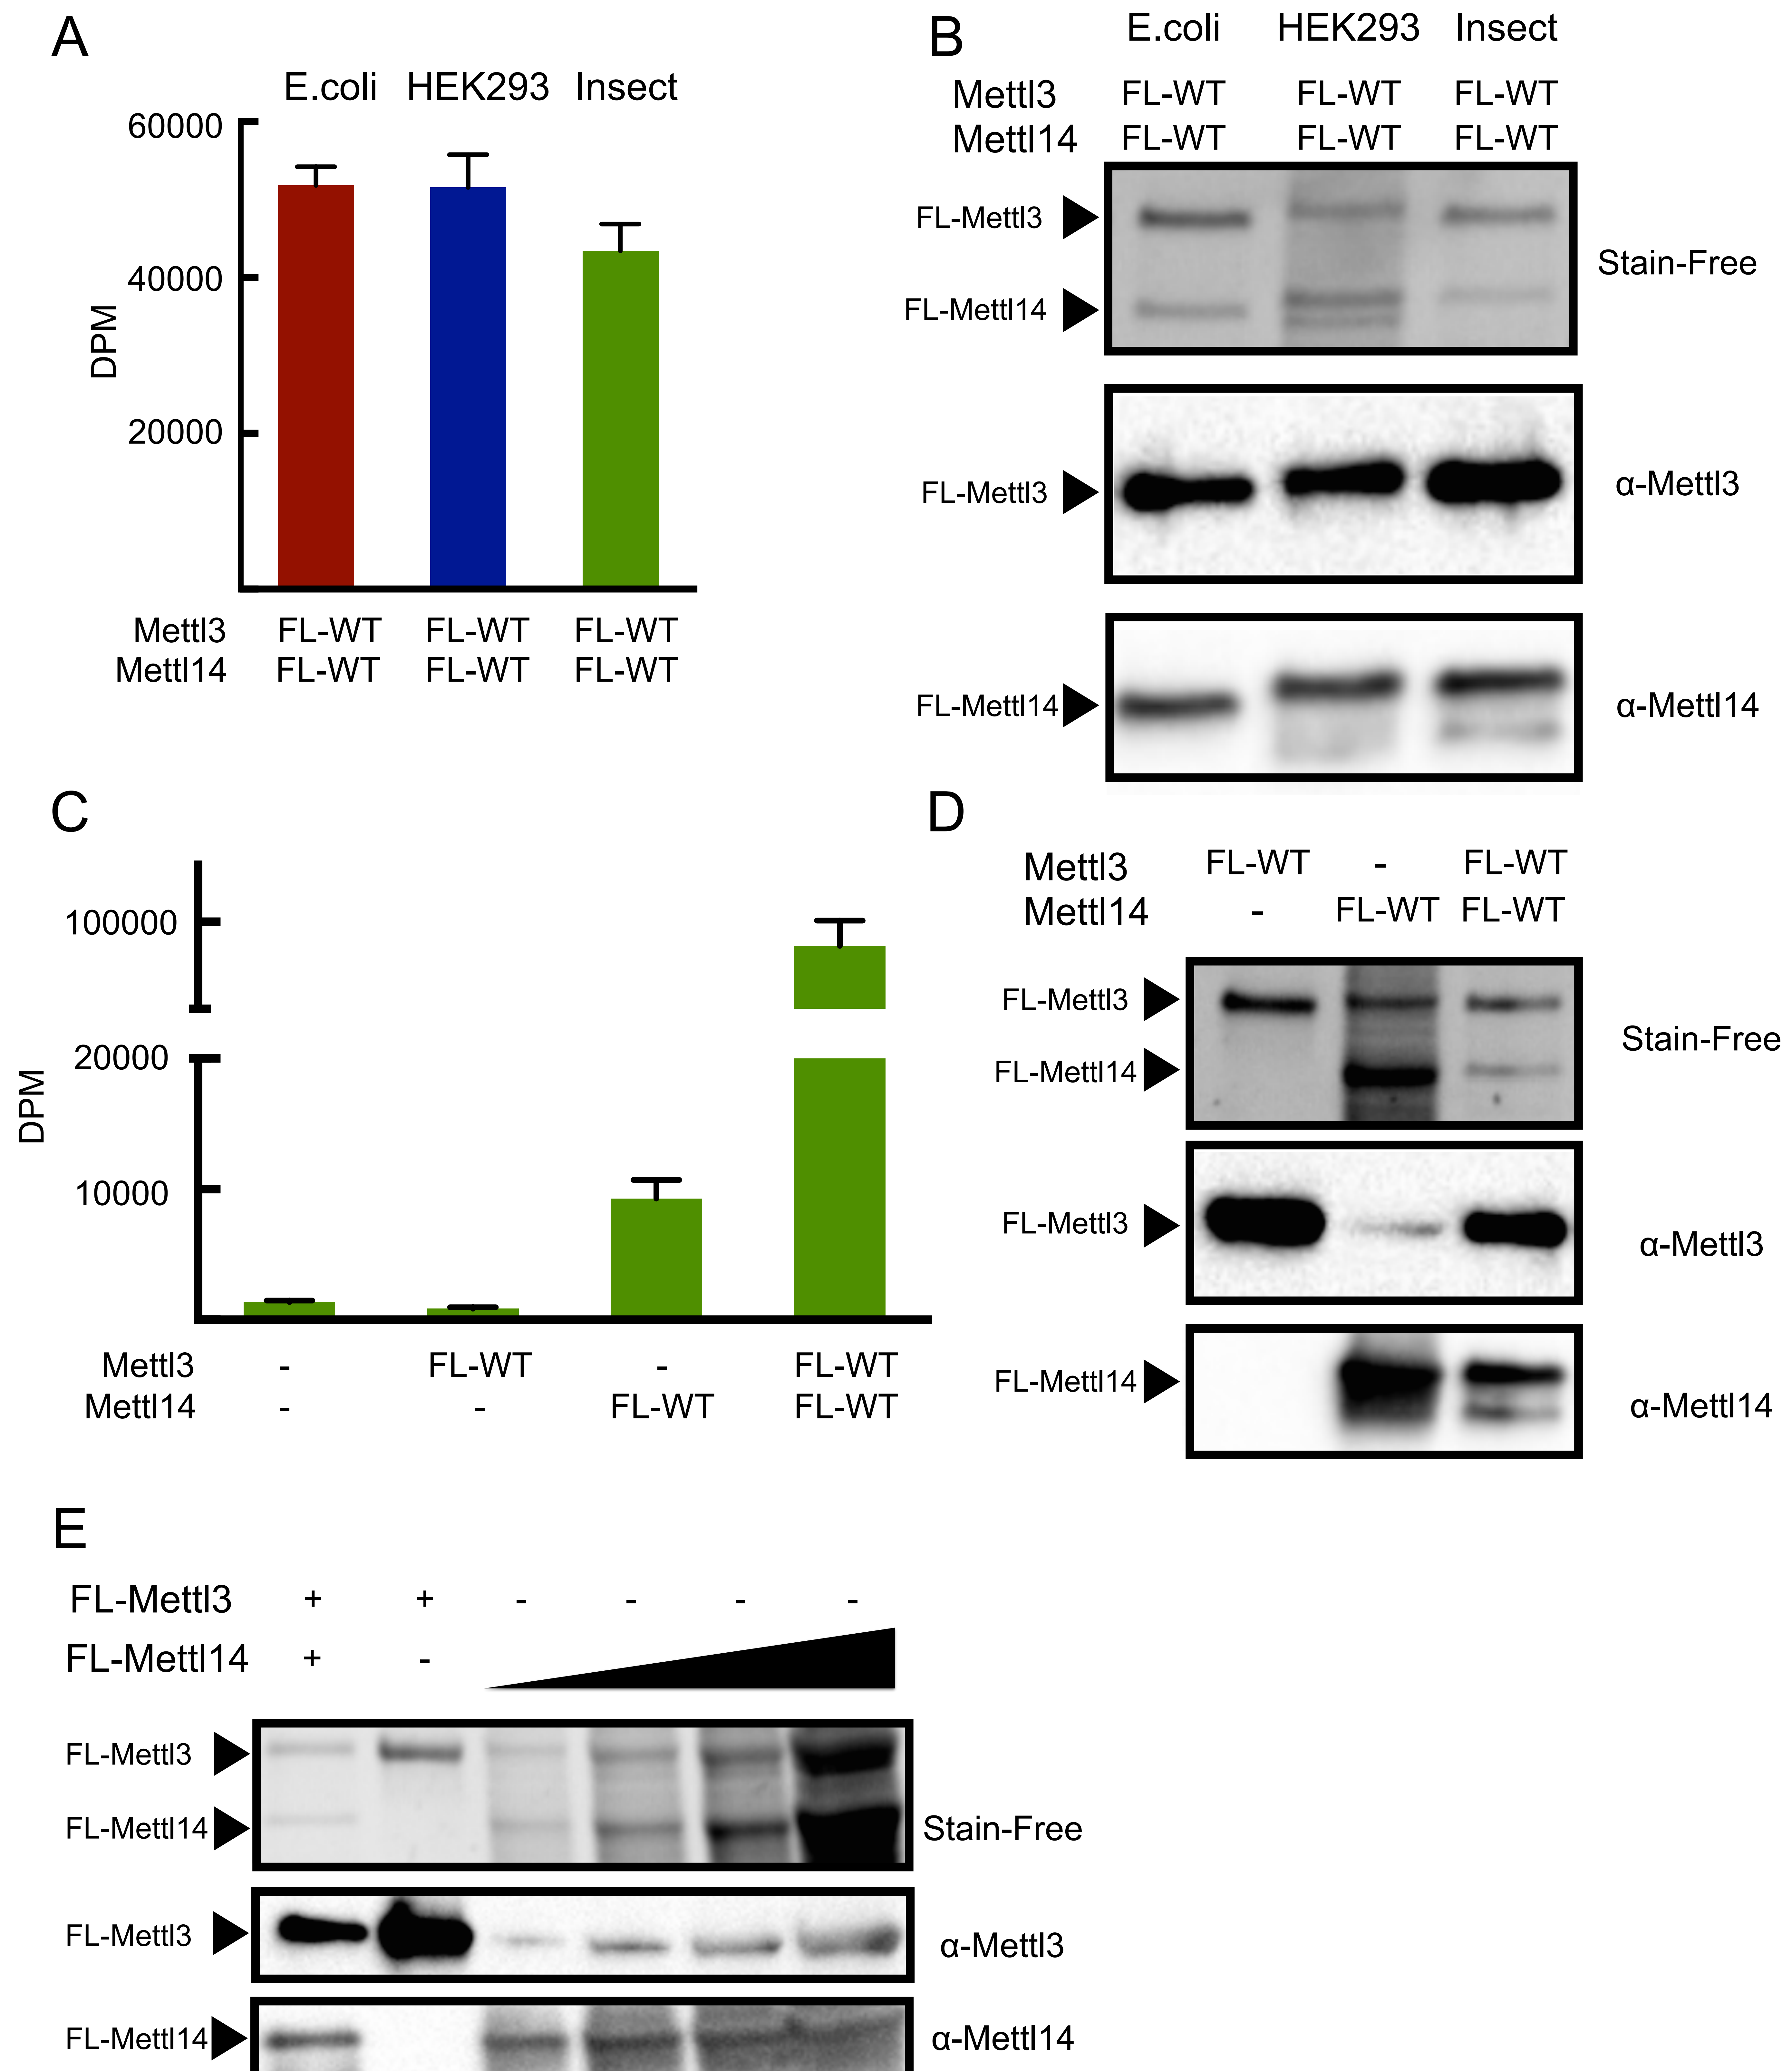 A
E.coli HEK293 Insect
60000
40000
20000
DPM
Mettl3 FL-WT FL-WT FL-WT
Mettl14 FL-WT FL-WT FL-WT
B
E.coli HEK293 Insect
Mettl3 FL-WT FL-WT FL-WT
Mettl14 FL-WT FL-WT FL-WT
FL-Mettl3
FL-Mettl14
Stain-Free
FL-Mettl3
α-Mettl3
FL-Mettl14
α-Mettl14
C
100000
20000
10000
DPM
Mettl3 - FL-WT - FL-WT
Mettl14 - - FL-WT FL-WT
D
Mettl3 FL-WT - FL-WT
Mettl14 - FL-WT FL-WT
FL-Mettl3
FL-Mettl14
Stain-Free
FL-Mettl3
α-Mettl3
FL-Mettl14
α-Mettl14
E
FL-Mettl3 + + - - - -
FL-Mettl14 + -
FL-Mettl3
FL-Mettl14
Stain-Free
FL-Mettl3
α-Mettl3
FL-Mettl14
α-Mettl14